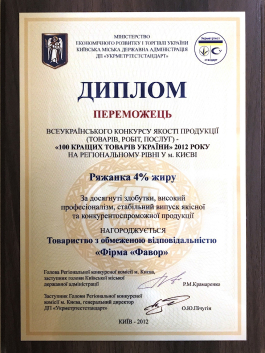 МІНІСТЕРСТВО
ЕКОНОМІЧНОГО РОЗВИТКУ І ТОРГІВЛІ УКРАЇНИ
КИЇВСЬКА МІСЬКА ДЕРЖАВНА АДМІНІСТРАЦІЯ
ДП «УКРМЕТРТЕСТСТАНДАРТ»
ДИПЛОМ
ПЕРЕМОЖЕЦЬ
ВСЕУКРАЇНСЬКОГО КОНКУРСУ ЯКОСТІ ПРОДУКЦІЇ
(ТОВАРІВ, РОБІТ, ПОСЛУГ) -
«100 КРАЩИХ ТОВАРІВ УКРАЇНИ» 2012 РОКУ
НА РЕГІОНАЛЬНОМУ РІВНІ У м. КИЄВІ
Ряжанка 4% жиру
За досягнуті здобутки, високий
професіоналізм, стабільний випуск якісної
та конкурентоспроможної продукції
НАГОРОДЖУЄТЬСЯ
Товариство з обмеженою відповідальністю
«Фірма «Фавор»
Голова Регіональної конкурсної комісії м. Києва,
заступник голови Київської міської
державної адміністрації
Р.М.Крамаренко
Заступник Голови Регіональної конкурсної
комісії м. Києва, генеральний директор
ДП «Укрметртестстандарт»
О.Ю.Пічугін
КИЇВ - 2012